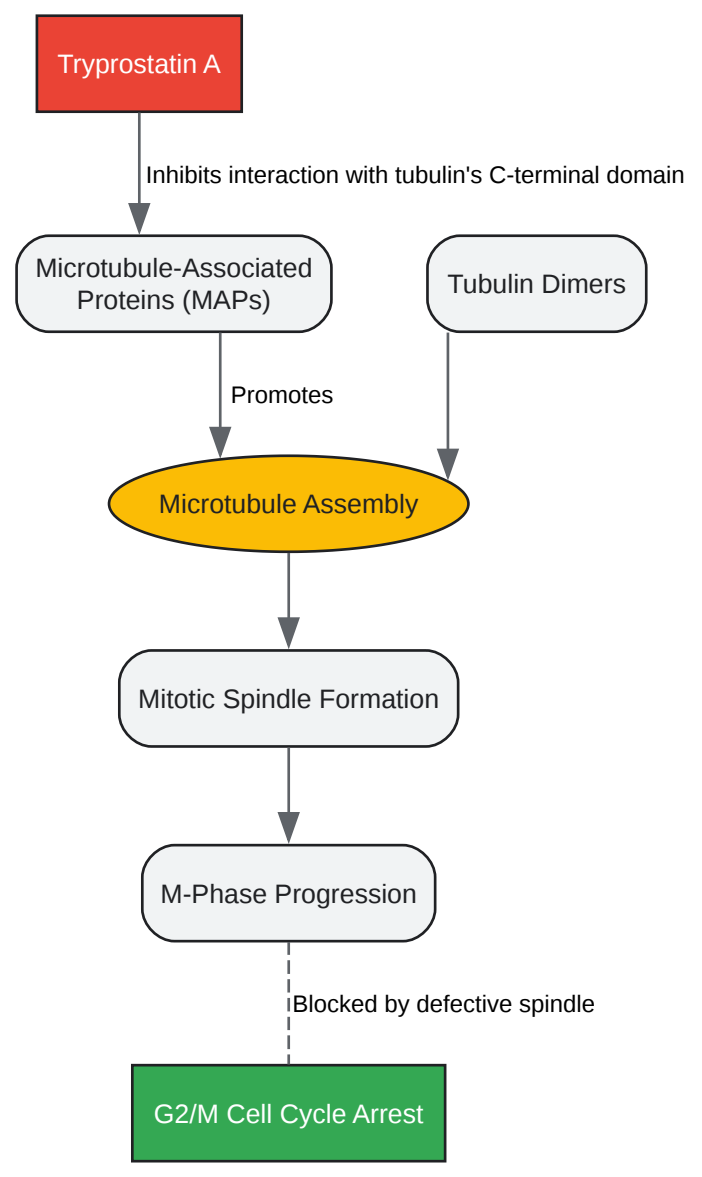 Tryprostatin A
Inhibits interaction with tubulin's C-terminal domain
Microtubule-Associated
Proteins (MAPs)
Tubulin Dimers
Promotes
Microtubule Assembly
Mitotic Spindle Formation
M-Phase Progression
Blocked by defective spindle
G2/M Cell Cycle Arrest